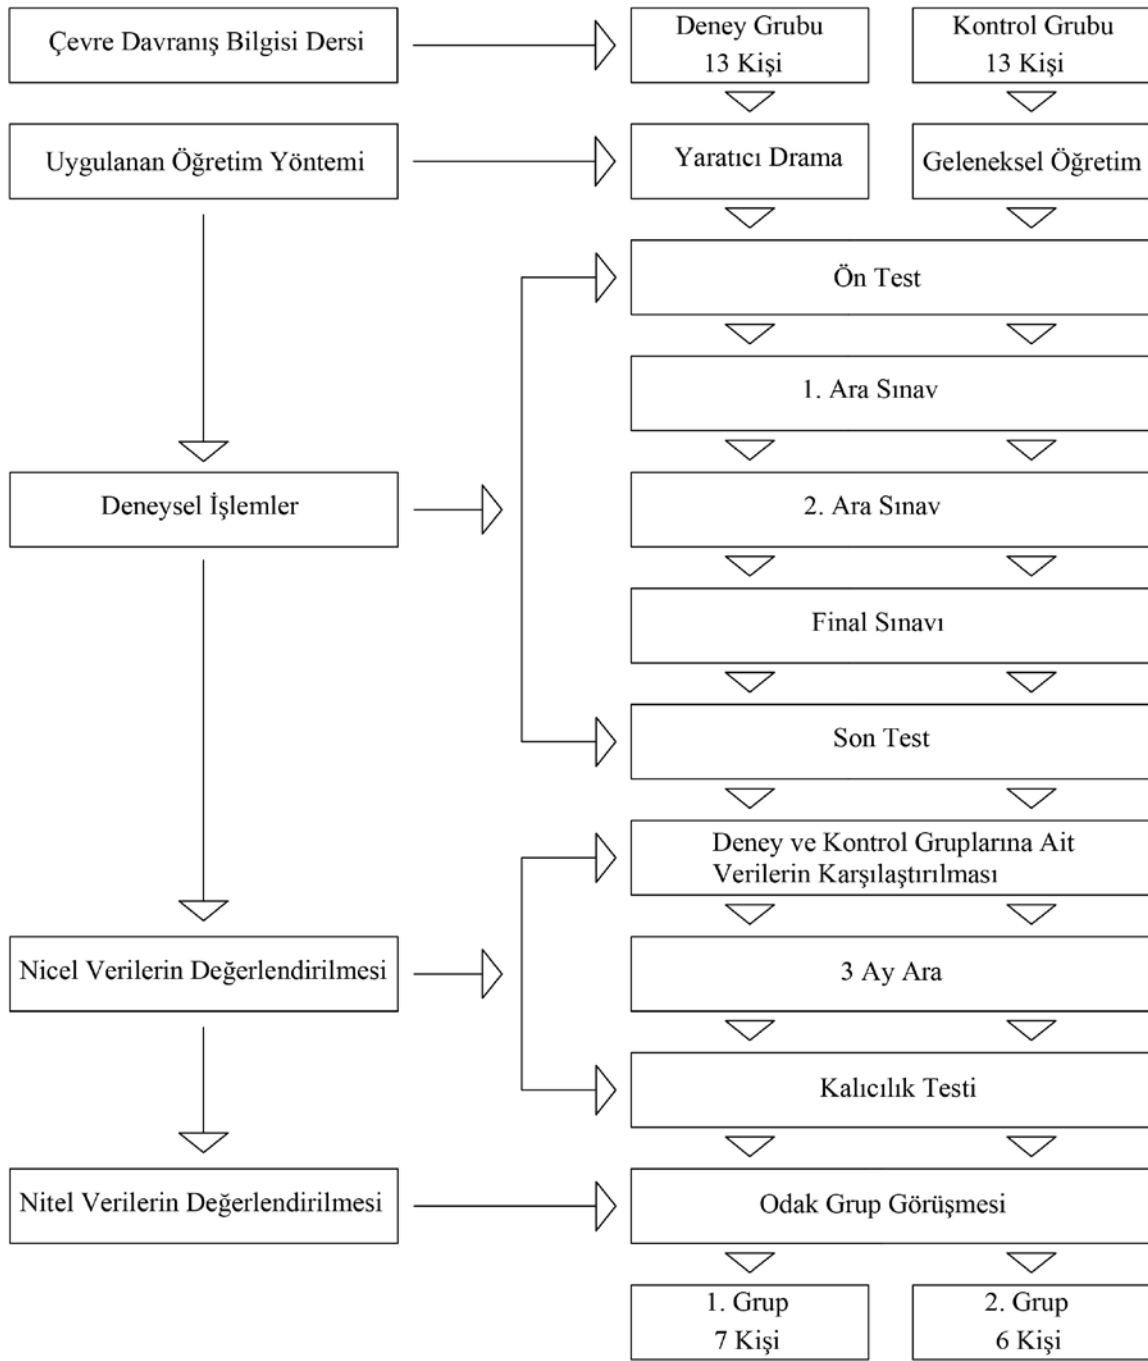 Çevre Davranış Bilgisi Dersi
Deney Grubu
13 Kişi
Kontrol Grubu
13 Kişi
Uygulanan Öğretim Yöntemi
Yaratıcı Drama
Geleneksel Öğretim
Ön Test
1. Ara Sınav
Deneysel İşlemler
2. Ara Sınav
Final Sınavı
Son Test
Deney ve Kontrol Gruplarına Ait
Verilerin Karşılaştırılması
Nicel Verilerin Değerlendirilmesi
3 Ay Ara
Kalıcılık Testi
Nitel Verilerin Değerlendirilmesi
Odak Grup Görüşmesi
1. Grup
7 Kişi
2. Grup
6 Kişi